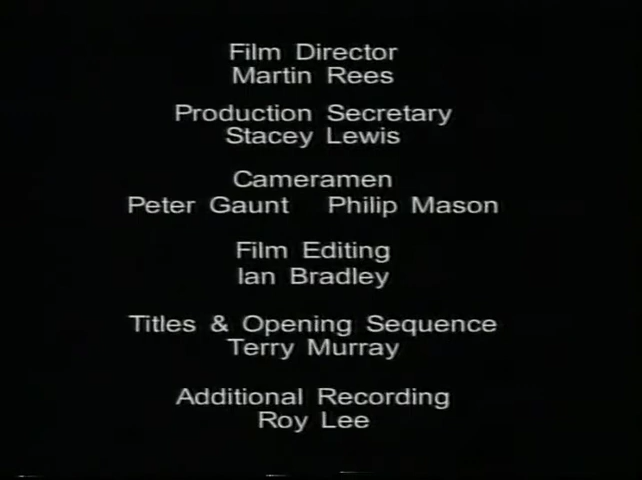 Film Director
Martin Rees
Production Secretary
Stacey Lewis
Cameramen
Peter Gaunt Philip Mason
Film Editing
Ian Bradley
Titles & Opening Sequence
Terry Murray
Additional Recording
Roy Lee